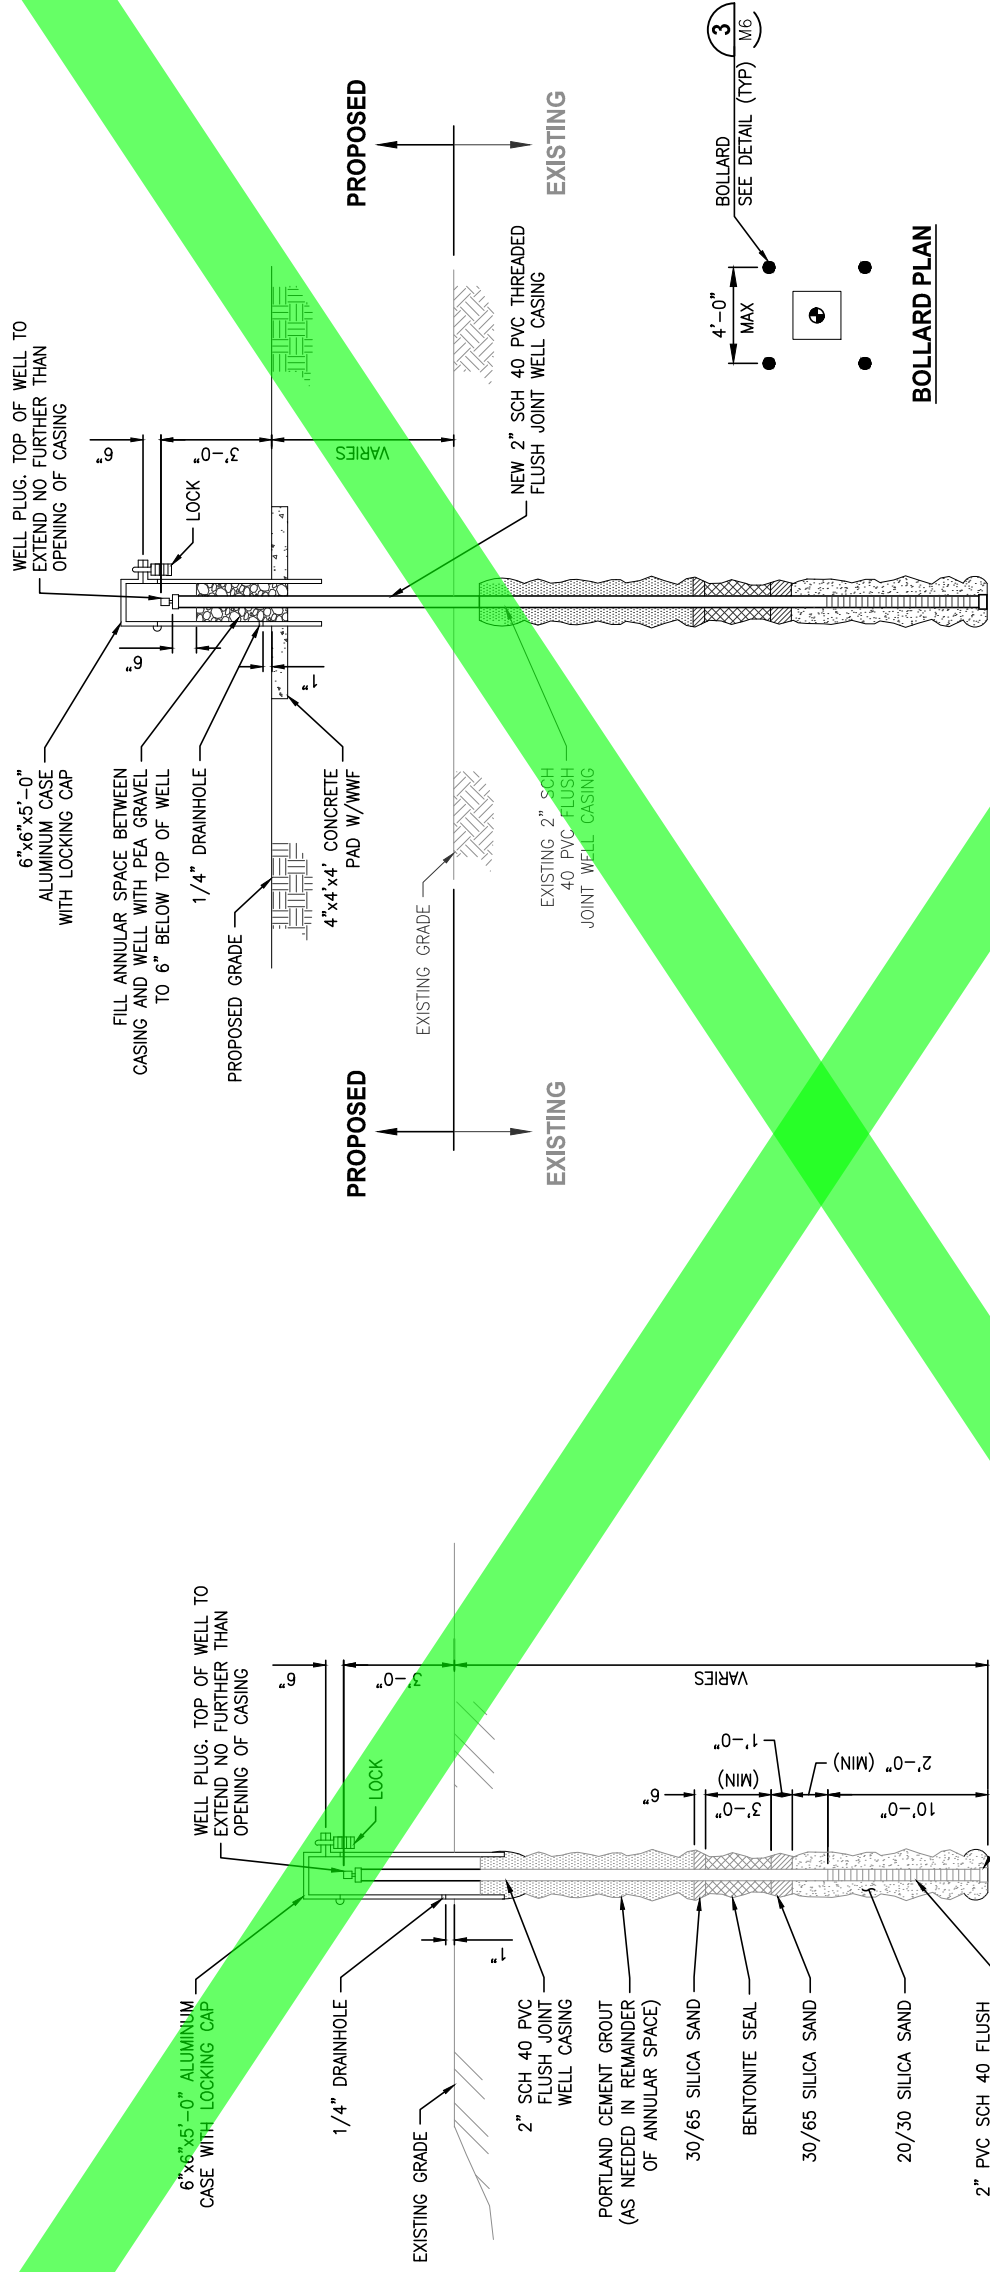 6"x6"x5'-0" ALUMINUM
CASE WITH LOCKING CAP
WELL PLUG. TOP OF WELL TO
EXTEND NO FURTHER THAN
OPENING OF CASING
6"
3'-0"
LOCK
1/4" DRAINHOLE
1"
EXISTING GRADE
2" SCH 40 PVC
FLUSH JOINT
WELL CASING
PORTLAND CEMENT GROUT
(AS NEEDED IN REMAINDER
OF ANNULAR SPACE)
30/65 SILICA SAND
BENTONITE SEAL
30/65 SILICA SAND
20/30 SILICA SAND
2" PVC SCH 40 FLUSH
6"
3'-0"
(MIN)
1'-0"
2'-0" (MIN)
10'-0"
VARIES
6"x6"x5'-0"
ALUMINUM CASE
WITH LOCKING CAP
WELL PLUG. TOP OF WELL TO
EXTEND NO FURTHER THAN
OPENING OF CASING
FILL ANNULAR SPACE BETWEEN
CASING AND WELL WITH PEA GRAVEL
TO 6" BELOW TOP OF WELL
6"
6"
3'-0"
LOCK
1/4" DRAINHOLE
1"
PROPOSED GRADE
4"x4'x4' CONCRETE
PAD W/WWF
VARIES
PROPOSED
EXISTING
PROPOSED
EXISTING
EXISTING GRADE
NEW 2" SCH 40 PVC THREADED
FLUSH JOINT WELL CASING
EXISTING 2" SCH
40 PVC FLUSH
JOINT WELL CASING
BOLLARD
SEE DETAIL (TYP)
3
M6
4'-0"
MAX
BOLLARD PLAN